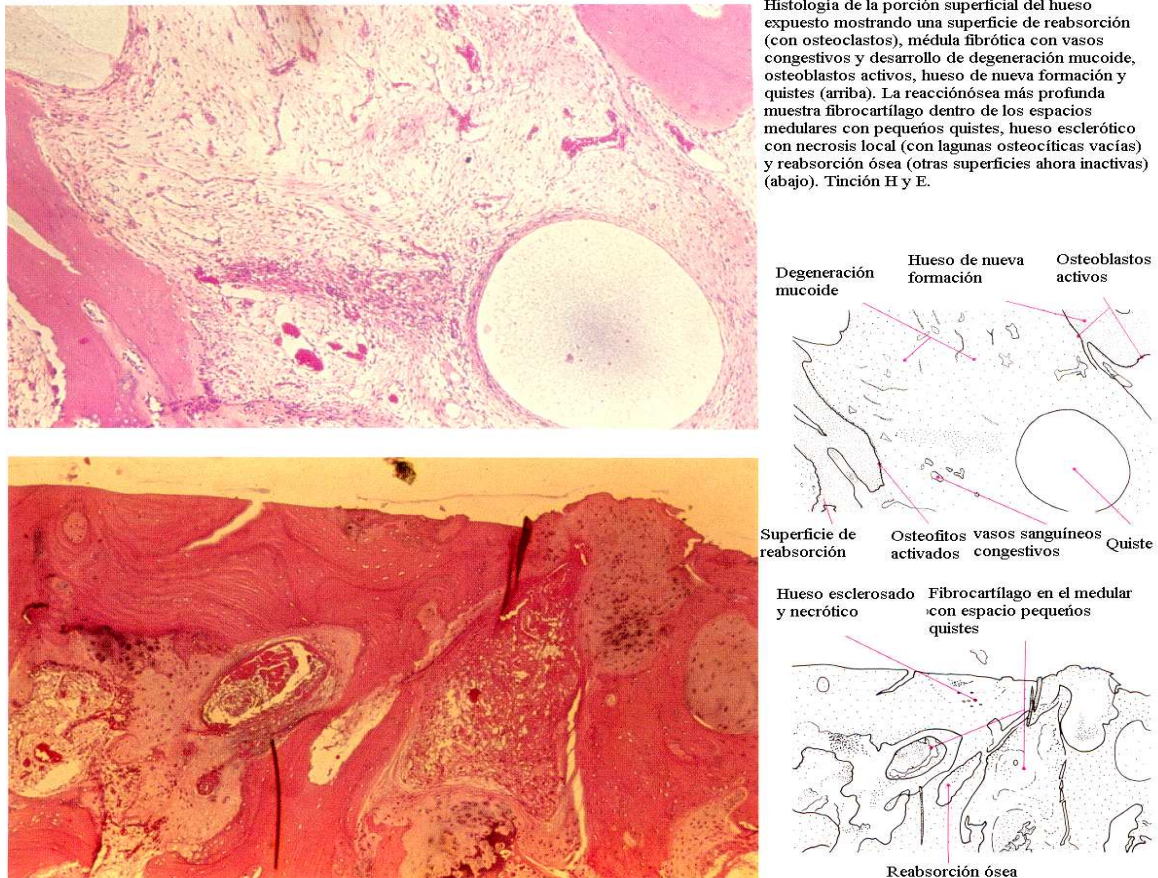 Histología de la porción superficial del hueso
expuesto mostrando una superficie de reabsorción
(con osteoclastos), médula fibrótica con vasos
congestivos y desarrollo de degeneración mucoide,
osteoblastos activos, hueso de nueva formación y
quistes (arriba). La reacciónósea más profunda
muestra fibrocartílago dentro de los espacios
medulares con pequeños quistes, hueso esclerótico
con necrosis local (con lagunas osteocíticas vacías)
y reabsorción ósea (otras superficies ahora inactivas)
(abajo). Tinción H y E.
Degeneración
mucoide
Hueso de nueva
formación
Osteoblastos
activos
Superficie de
reabsorción
Osteofitos
activados
vasos sanguíneos
congestivos
Quiste
Hueso esclerosado
y necrótico
Fibrocartílago en el medular
con espacio pequeños
quistes
Reabsorción ósea